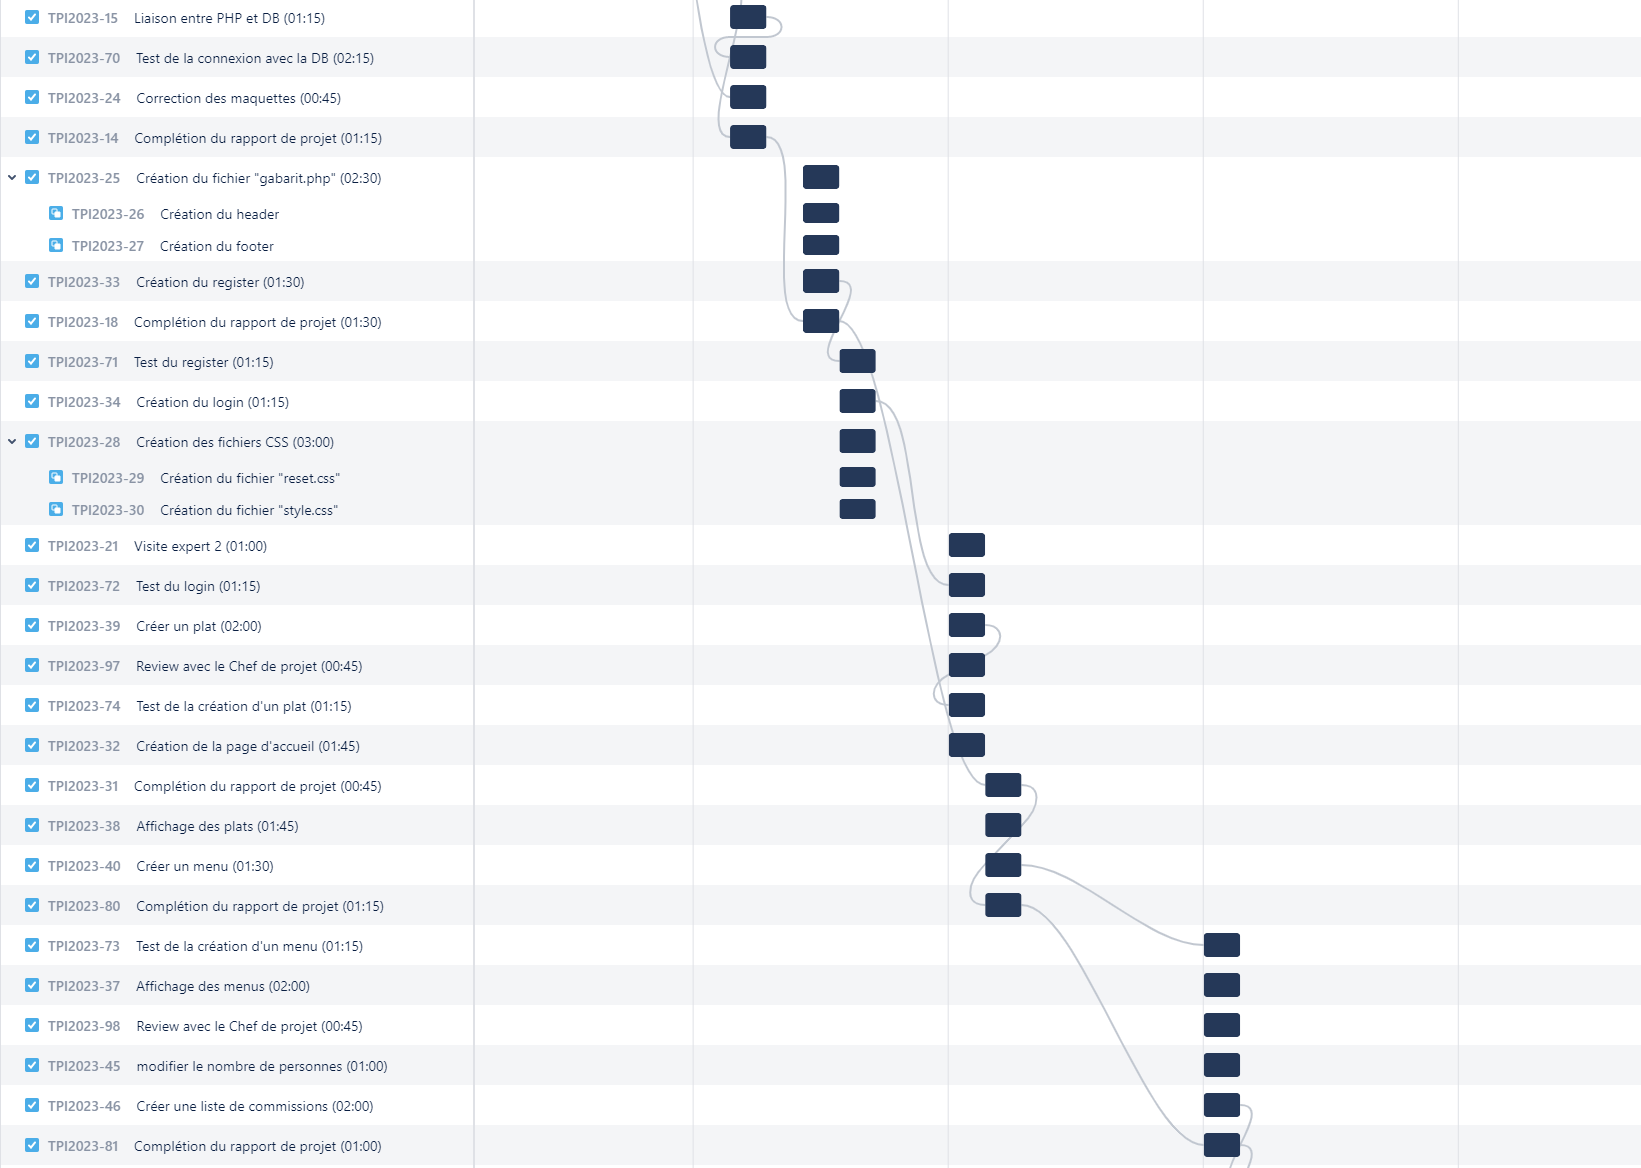 TPI2023-15 Liaison entre PHP et DB (01:15)
TPI2023-70 Test de la connexion avec la DB (02:15)
TPI2023-24 Correction des maquettes (00:45)
TPI2023-14 Complétion du rapport de projet (01:15)
TPI2023-25 Création du fichier "gabarit.php" (02:30)
TPI2023-26 Création du header
TPI2023-27 Création du footer
TPI2023-33 Création du register (01:30)
TPI2023-18 Complétion du rapport de projet (01:30)
TPI2023-71 Test du register (01:15)
TPI2023-34 Création du login (01:15)
TPI2023-28 Création des fichiers CSS (03:00)
TPI2023-29 Création du fichier "reset.css"
TPI2023-30 Création du fichier "style.css"
TPI2023-21 Visite expert 2 (01:00)
TPI2023-72 Test du login (01:15)
TPI2023-39 Créer un plat (02:00)
TPI2023-97 Review avec le Chef de projet (00:45)
TPI2023-74 Test de la création d'un plat (01:15)
TPI2023-32 Création de la page d'accueil (01:45)
TPI2023-31 Complétion du rapport de projet (00:45)
TPI2023-38 Affichage des plats (01:45)
TPI2023-40 Créer un menu (01:30)
TPI2023-80 Complétion du rapport de projet (01:15)
TPI2023-73 Test de la création d'un menu (01:15)
TPI2023-37 Affichage des menus (02:00)
TPI2023-98 Review avec le Chef de projet (00:45)
TPI2023-45 modifier le nombre de personnes (01:00)
TPI2023-46 Créer une liste de commissions (02:00)
TPI2023-81 Complétion du rapport de projet (01:00)